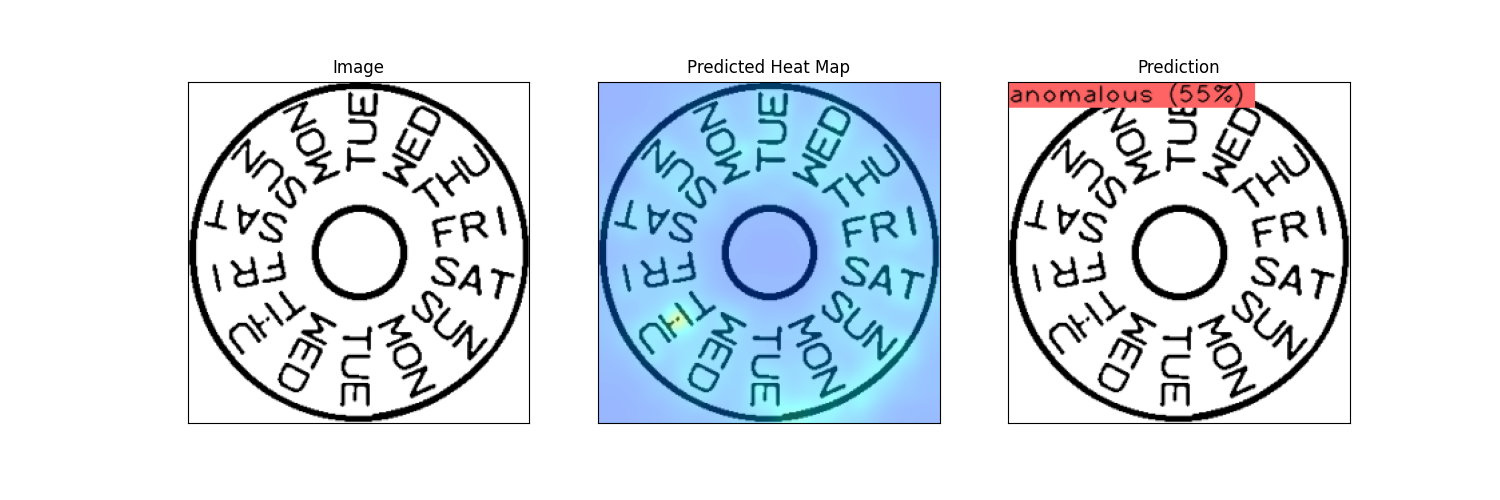 Image
TUE
WED
THU
FRI
SAT
SUN
MON
TUE
WED
THU
FRI
SAT
SUN
MON
Predicted Heat Map
TUE
WED
THU
FRI
SAT
SUN
MON
TUE
WED
THU
FRI
SAT
SUN
MON
Prediction
anomalous (55%)
TUE
WED
THU
FRI
SAT
SUN
MON
TUE
WED
THU
FRI
SAT
SUN
MON